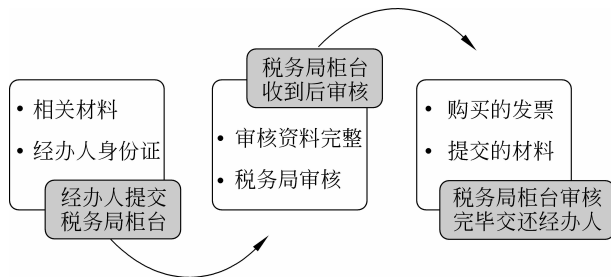 • 相关材料
• 经办人身份证
经办人提交
税务局柜台
税务局柜台
收到后审核
• 审核资料完整
• 税务局审核
• 购买的发票
• 提交的材料
税务局柜台审核
完毕交还经办人